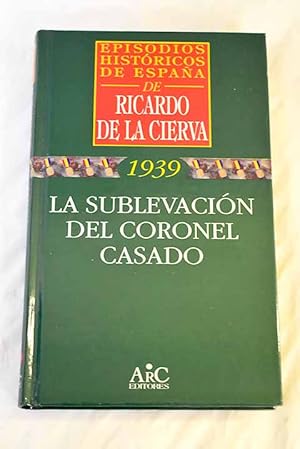 EPISODIOS
HISTÓRICOS
DE ESPAÑA
DE
RICARDO
DE LA CIERVA
1939
LA SUBLEVACIÓN
DEL CORONEL
CASADO
ARC
EDITORES